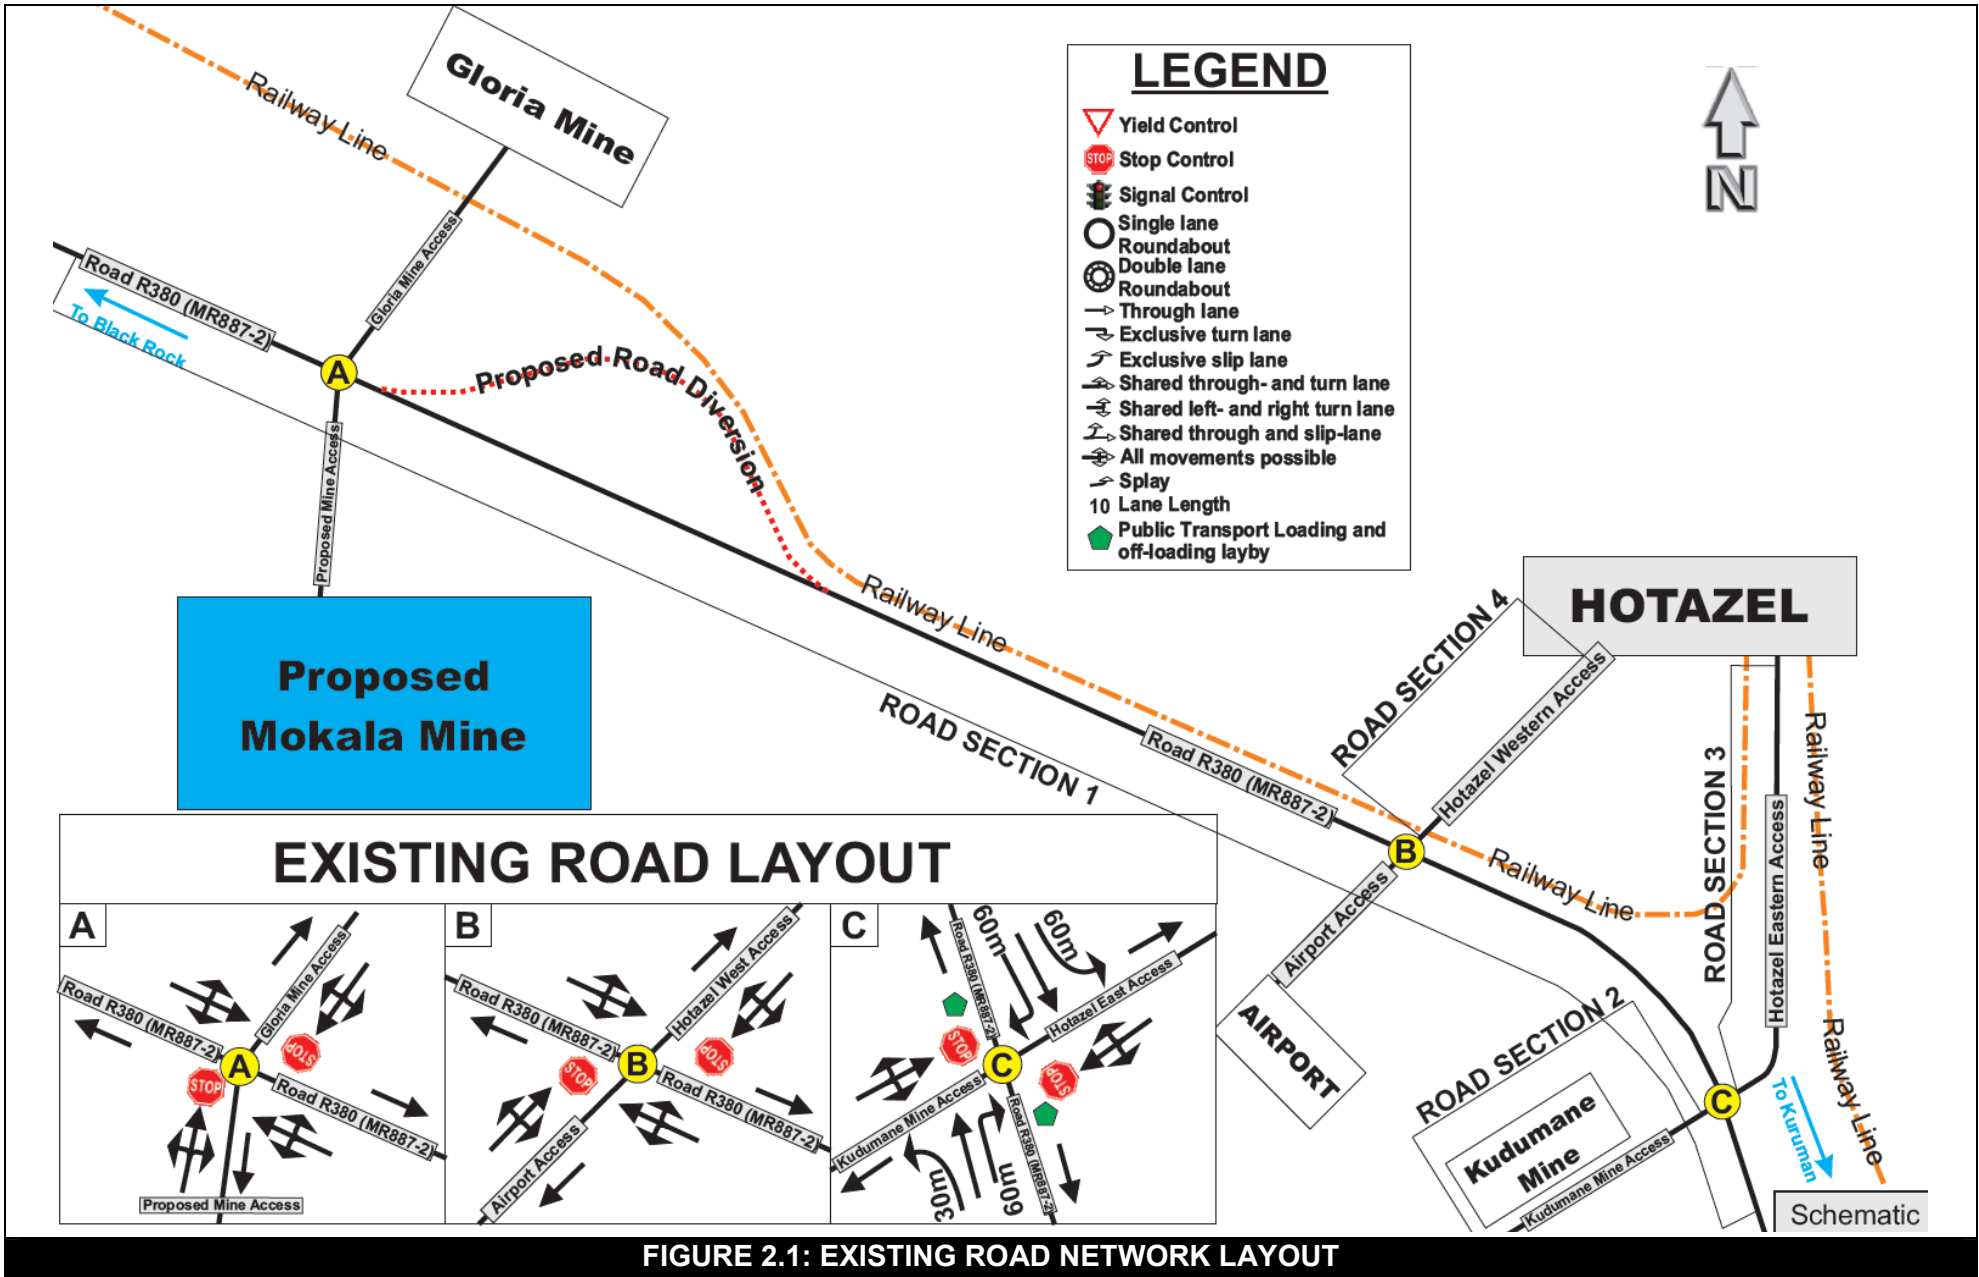 Gloria Mine
Railway Line
Gloria Mine Access
Road R380 (MR887-2)
To Black Rock
A
Proposed Road Diversion
Proposed Mine Access
Proposed
Mokala Mine
LEGEND
Yield Control
STOP
Stop Control
Signal Control
Single lane
Roundabout
Double lane
Roundabout
Through lane
Exclusive turn lane
Exclusive slip lane
Shared through- and turn lane
Shared left- and right turn lane
Shared through and slip-lane
All movements possible
Splay
10 Lane Length
Public Transport Loading and
off-loading layby
N
Railway Line
ROAD SECTION 1
Road R380 (MR887-2)
HOTAZEL
ROAD SECTION 4
Hotazel Western Access
B
Airport Access
AIRPORT
Railway Line
ROAD SECTION 3
Hotazel Eastern Access
Railway Line
Railway Line
ROAD SECTION 2
Kudumane
Mine
Kudumane Mine Access
C
To Kuruman
Schematic
EXISTING ROAD LAYOUT
A
Road R380 (MR887-2)
Gloria Mine Access
STOP
A
STOP
Road R380 (MR887-2)
Proposed Mine Access
B
Road R380 (MR887-2)
Hotazel West Access
STOP
B
STOP
Road R380 (MR887-2)
Airport Access
C
Road R380 (MR887-2)
60m
60m
Hotazel East Access
STOP
C
STOP
Kudumane Mine Access
Road R380 (MR887-2)
30m
60m
FIGURE 2.1: EXISTING ROAD NETWORK LAYOUT